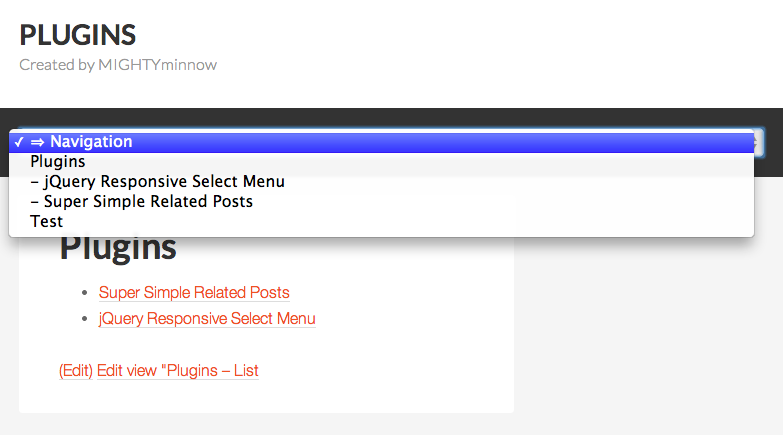 PLUGINS
Created by MIGHTYminnow
✓ ⇒ Navigation
Plugins
– jQuery Responsive Select Menu
– Super Simple Related Posts
Test
Plugins
• Super Simple Related Posts
• jQuery Responsive Select Menu
(Edit) Edit view "Plugins – List